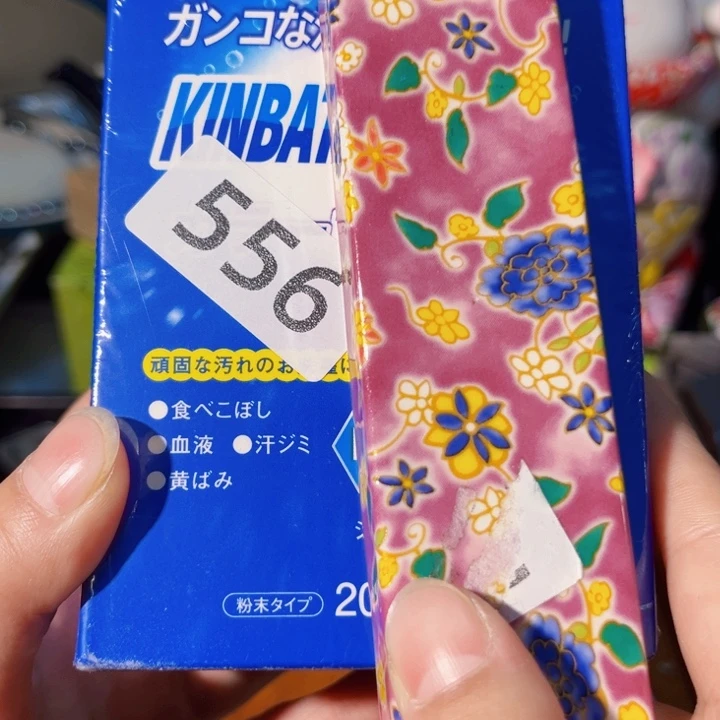 ガンコな
KINBA
556
頑固な汚れのお
●食べこぼし
●血液 ●汗ジミ
●黄ばみ
粉末タイプ 20